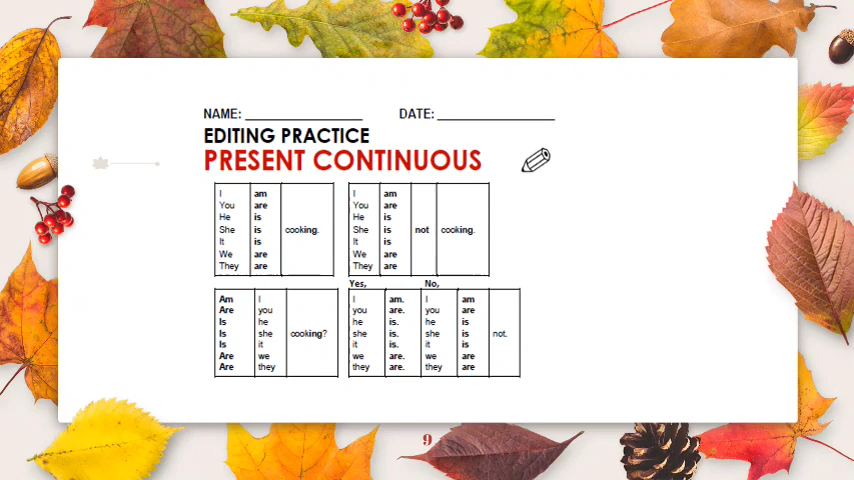 NAME: ____________________ DATE: ____________________
EDITING PRACTICE
PRESENT CONTINUOUS
I am
You are
He is
She is cooking.
It is
We are
They are
I am
You are
He is
She is not cooking.
It is
We are
They are
Am I
Are you
Is he
Is she cooking?
Is it
Are we
Are they
Yes, No,
I am. I am
you are. you are
he is. he is
she is. she is not.
it is. it is
we are. we are
they are. they are
9